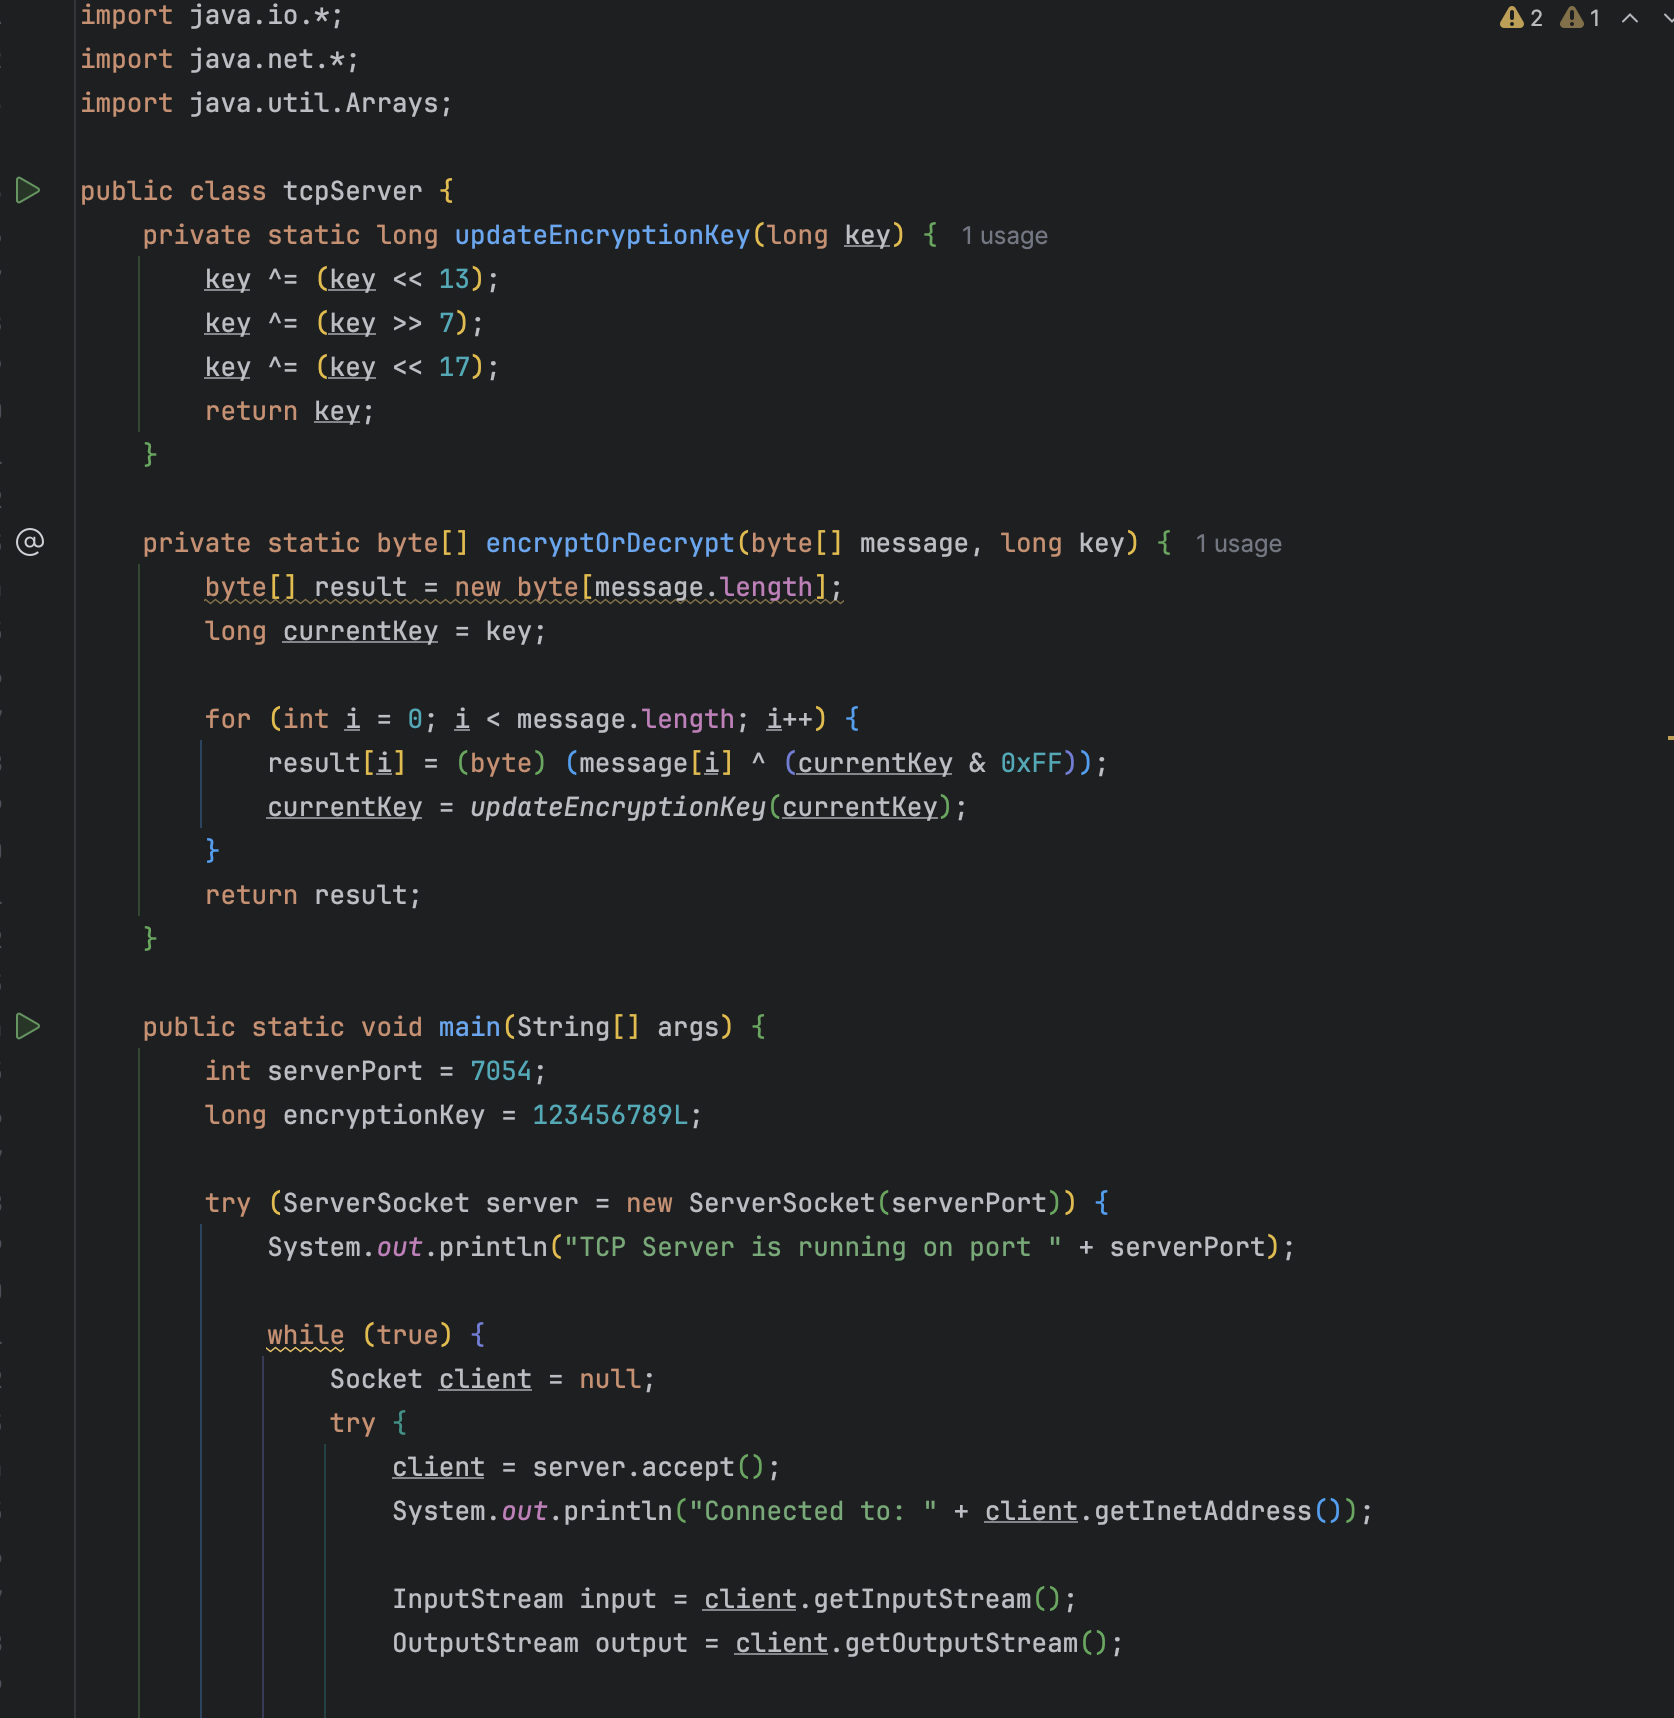 import java.io.*;
2 1
import java.net.*;
import java.util.Arrays;
public class tcpServer {
private static long updateEncryptionKey(long key) { 1 usage
key ^= (key << 13);
key ^= (key >> 7);
key ^= (key << 17);
return key;
}
private static byte[] encryptOrDecrypt(byte[] message, long key) { 1 usage
byte[] result = new byte[message.length];
long currentKey = key;
for (int i = 0; i < message.length; i++) {
result[i] = (byte) (message[i] ^ (currentKey & 0xFF));
currentKey = updateEncryptionKey(currentKey);
}
return result;
}
public static void main(String[] args) {
int serverPort = 7054;
long encryptionKey = 123456789L;
try (ServerSocket server = new ServerSocket(serverPort)) {
System.out.println("TCP Server is running on port " + serverPort);
while (true) {
Socket client = null;
try {
client = server.accept();
System.out.println("Connected to: " + client.getInetAddress());
InputStream input = client.getInputStream();
OutputStream output = client.getOutputStream();